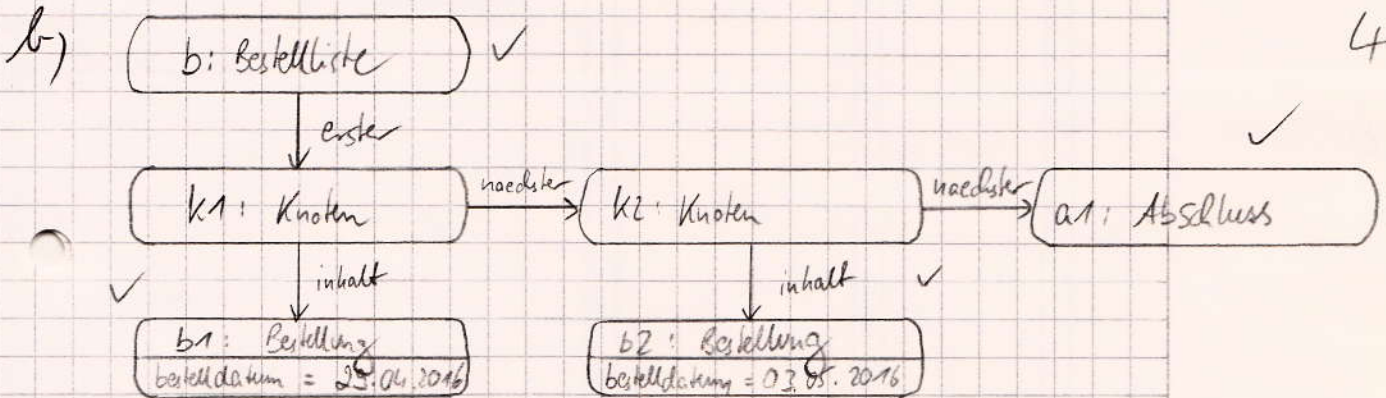 b)
b: Bestellliste
4
erster
k1: Knoten
naechster
k2: Knoten
naechster
a1: Abschluss
inhalt
inhalt
b1: Bestellung
bestelldatum = 29.04.2016
b2: Bestellung
bestelldatum = 03.05.2016